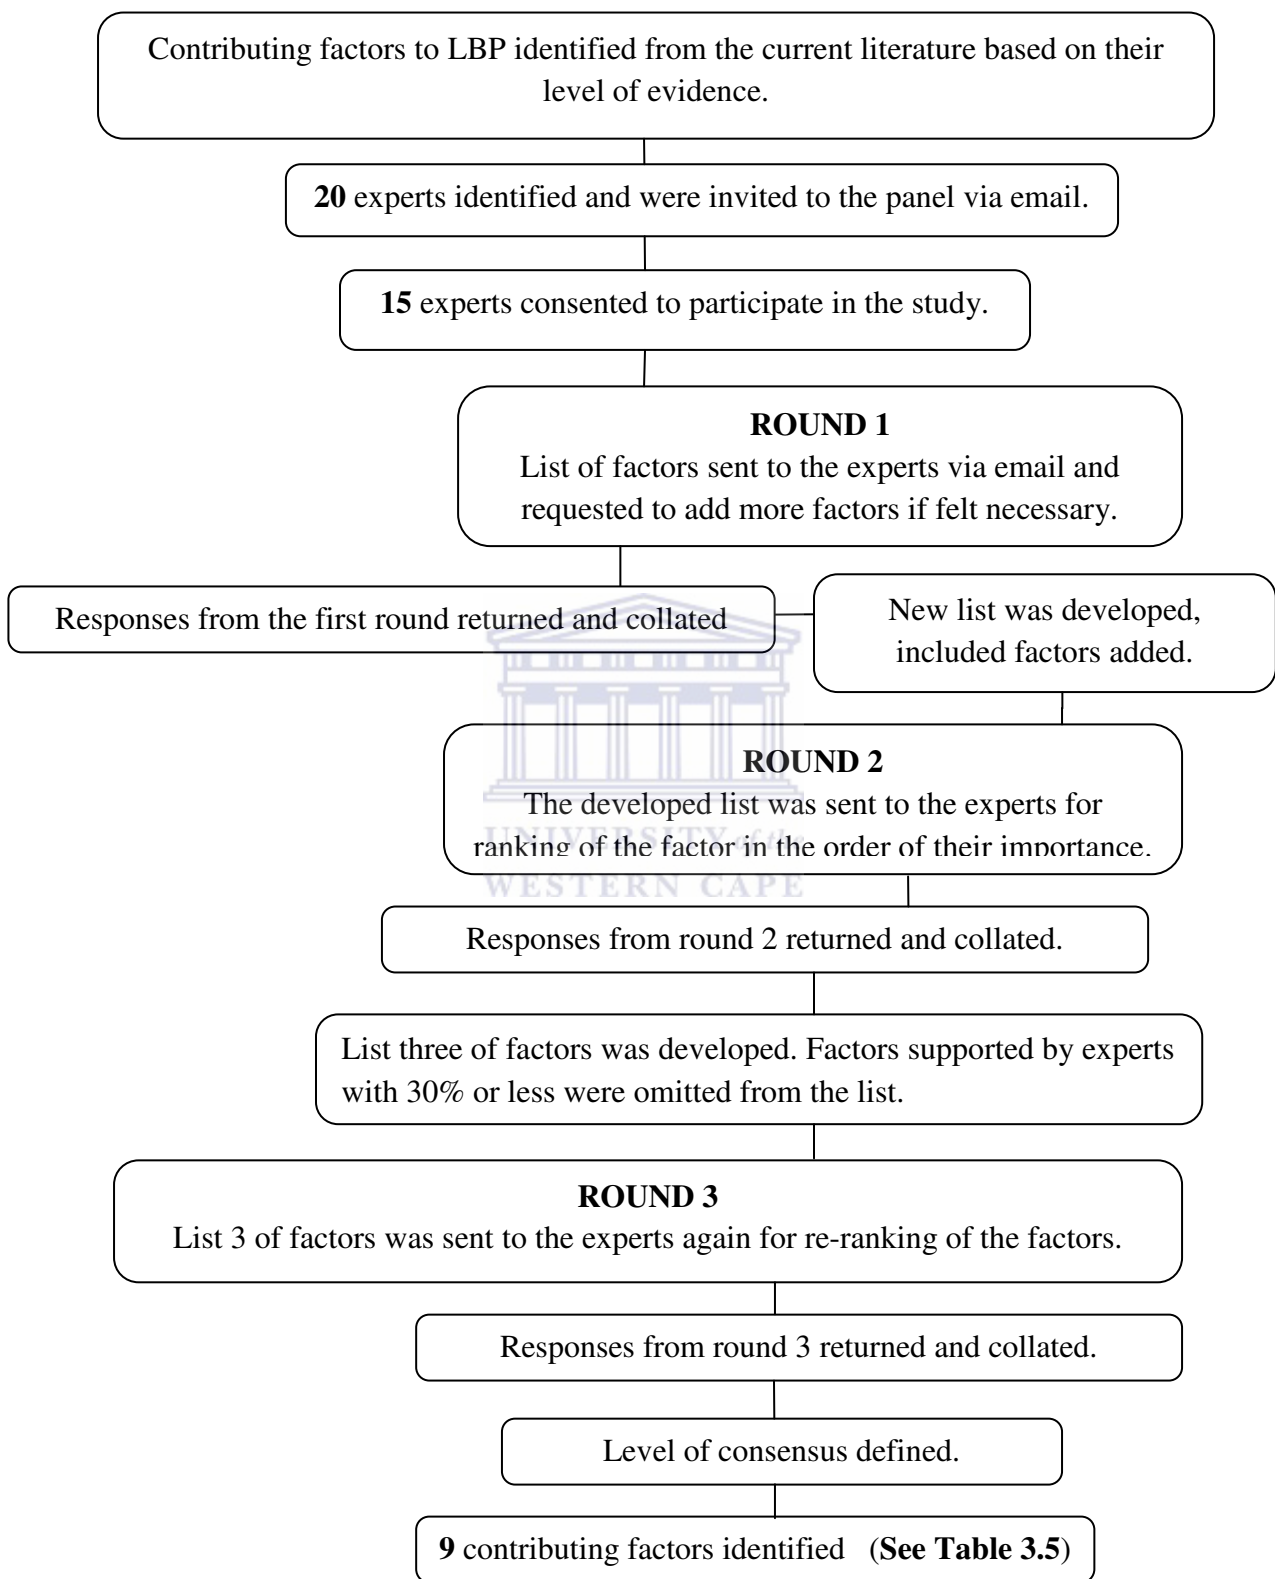 Contributing factors to LBP identified from the current literature based on their
level of evidence.
20 experts identified and were invited to the panel via email.
15 experts consented to participate in the study.
ROUND 1
List of factors sent to the experts via email and
requested to add more factors if felt necessary.
Responses from the first round returned and collated
New list was developed,
included factors added.
ROUND 2
The developed list was sent to the experts for
ranking of the factor in the order of their importance.
UNIVERSITY of the
WESTERN CAPE
Responses from round 2 returned and collated.
List three of factors was developed. Factors supported by experts
with 30% or less were omitted from the list.
ROUND 3
List 3 of factors was sent to the experts again for re-ranking of the factors.
Responses from round 3 returned and collated.
Level of consensus defined.
9 contributing factors identified (See Table 3.5)